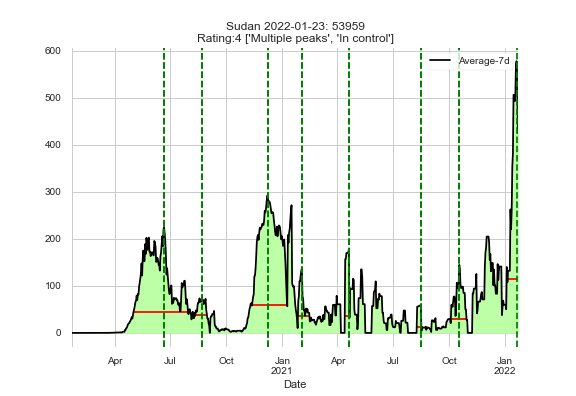 Sudan 2022-01-23: 53959
Rating:4 ['Multiple peaks', 'In control']
600
500
400
300
200
100
0
Average-7d
Apr
Jul
Oct
Jan
2021
Apr
Jul
Oct
Jan
2022
Date